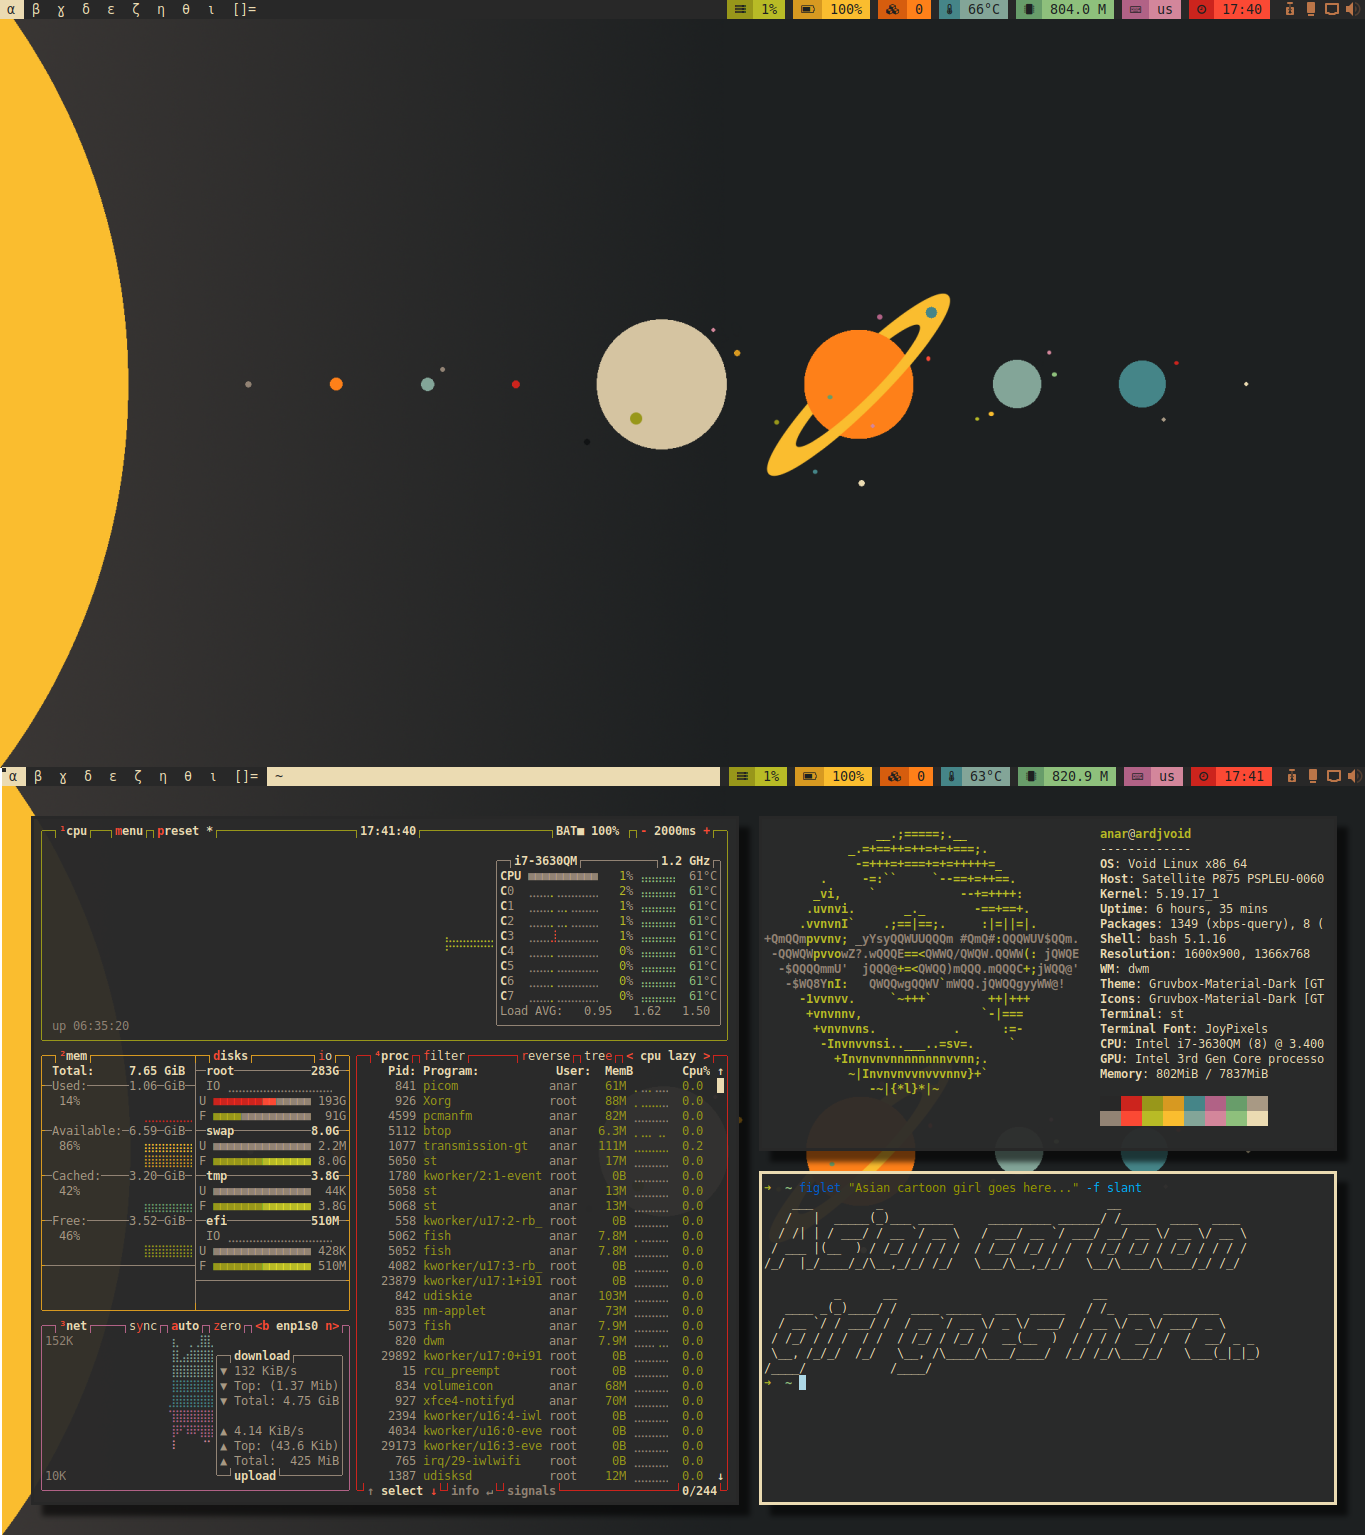 α β ɣ δ ε ζ η θ ι []= 1% 100% 0 66°C 804.0 M us 17:40
α β ɣ δ ε ζ η θ ι []= ~ 1% 100% 0 63°C 820.9 M us 17:41
¹cpu menu preset * 17:41:40 BAT■ 100% - 2000ms +
i7-3630QM 1.2 GHz
CPU 1% 61°C
C0 2% 61°C
C1 1% 61°C
C2 1% 61°C
C3 1% 61°C
C4 0% 61°C
C5 0% 61°C
C6 0% 61°C
C7 0% 61°C
Load AVG: 0.95 1.62 1.50
up 06:35:20
²mem disks io
Total: 7.65 GiB root 283G
Used: 1.06 GiB IO
14% U 193G
F 91G
Available: 6.59 GiB swap 8.0G
86% U 2.2M
F 8.0G
Cached: 3.20 GiB tmp 3.8G
42% U 44K
F 3.8G
Free: 3.52 GiB efi 510M
46% IO
U 428K
F 510M
³net sync auto zero <b enp1s0 n>
152K
download
▼ 132 KiB/s
▼ Top: (1.37 Mib)
▼ Total: 4.75 GiB
▲ 4.14 KiB/s
▲ Top: (43.6 Kib)
▲ Total: 425 MiB
10K upload
⁴proc filter reverse tree < cpu lazy >
Pid: Program: User: MemB Cpu% ↑
841 picom anar 61M 0.0
926 Xorg root 88M 0.0
4599 pcmanfm anar 82M 0.0
5112 btop anar 6.3M 0.0
1077 transmission-gt anar 111M 0.2
5050 st anar 17M 0.0
1780 kworker/2:1-event root 0B 0.0
5058 st anar 13M 0.0
5068 st anar 13M 0.0
558 kworker/u17:2-rb_ root 0B 0.0
5062 fish anar 7.8M 0.0
5052 fish anar 7.8M 0.0
4082 kworker/u17:3-rb_ root 0B 0.0
23879 kworker/u17:1+i91 root 0B 0.0
842 udiskie anar 103M 0.0
835 nm-applet anar 73M 0.0
5073 fish anar 7.9M 0.0
820 dwm anar 7.9M 0.0
29892 kworker/u17:0+i91 root 0B 0.0
15 rcu_preempt root 0B 0.0
834 volumeicon anar 68M 0.0
927 xfce4-notifyd anar 70M 0.0
2394 kworker/u16:4-iwl root 0B 0.0
4034 kworker/u16:0-eve root 0B 0.0
29173 kworker/u16:3-eve root 0B 0.0
765 irq/29-iwlwifi root 0B 0.0
1387 udisksd root 12M 0.0 ↓
↑ select ↓ info ↵ signals 0/244
anar@ardjvoid
-------------
OS: Void Linux x86_64
Host: Satellite P875 PSPLEU-0060
Kernel: 5.19.17_1
Uptime: 6 hours, 35 mins
Packages: 1349 (xbps-query), 8 (
Shell: bash 5.1.16
Resolution: 1600x900, 1366x768
WM: dwm
Theme: Gruvbox-Material-Dark [GT
Icons: Gruvbox-Material-Dark [GT
Terminal: st
Terminal Font: JoyPixels
CPU: Intel i7-3630QM (8) @ 3.400
GPU: Intel 3rd Gen Core processo
Memory: 802MiB / 7837MiB
➜ ~ figlet "Asian cartoon girl goes here..." -f slant
Asian cartoon
girl goes here...
➜ ~